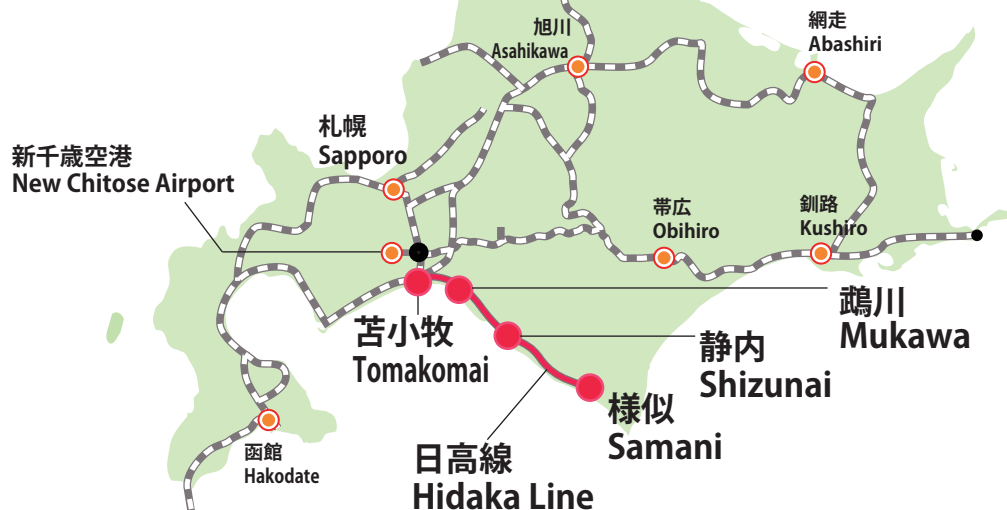 旭川
Asahikawa
網走
Abashiri
札幌
Sapporo
新千歳空港
New Chitose Airport
帯広
Obihiro
釧路
Kushiro
鵡川
Mukawa
苫小牧
Tomakomai
静内
Shizunai
様似
Samani
函館
Hakodate
日高線
Hidaka Line